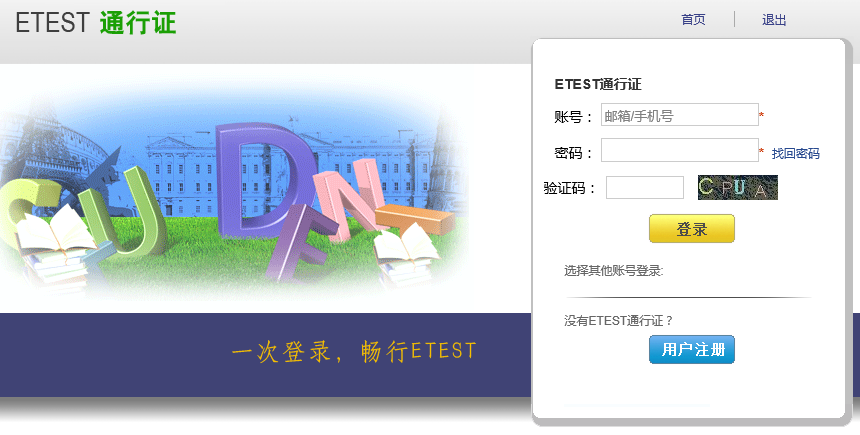 ETEST 通行证
首页 退出
ETEST通行证
账号： 邮箱/手机号 *
密码： * 找回密码
验证码： CPUA
登录
选择其他账号登录:
没有ETEST通行证？
用户注册
C U D E N T
一次登录，畅行ETEST